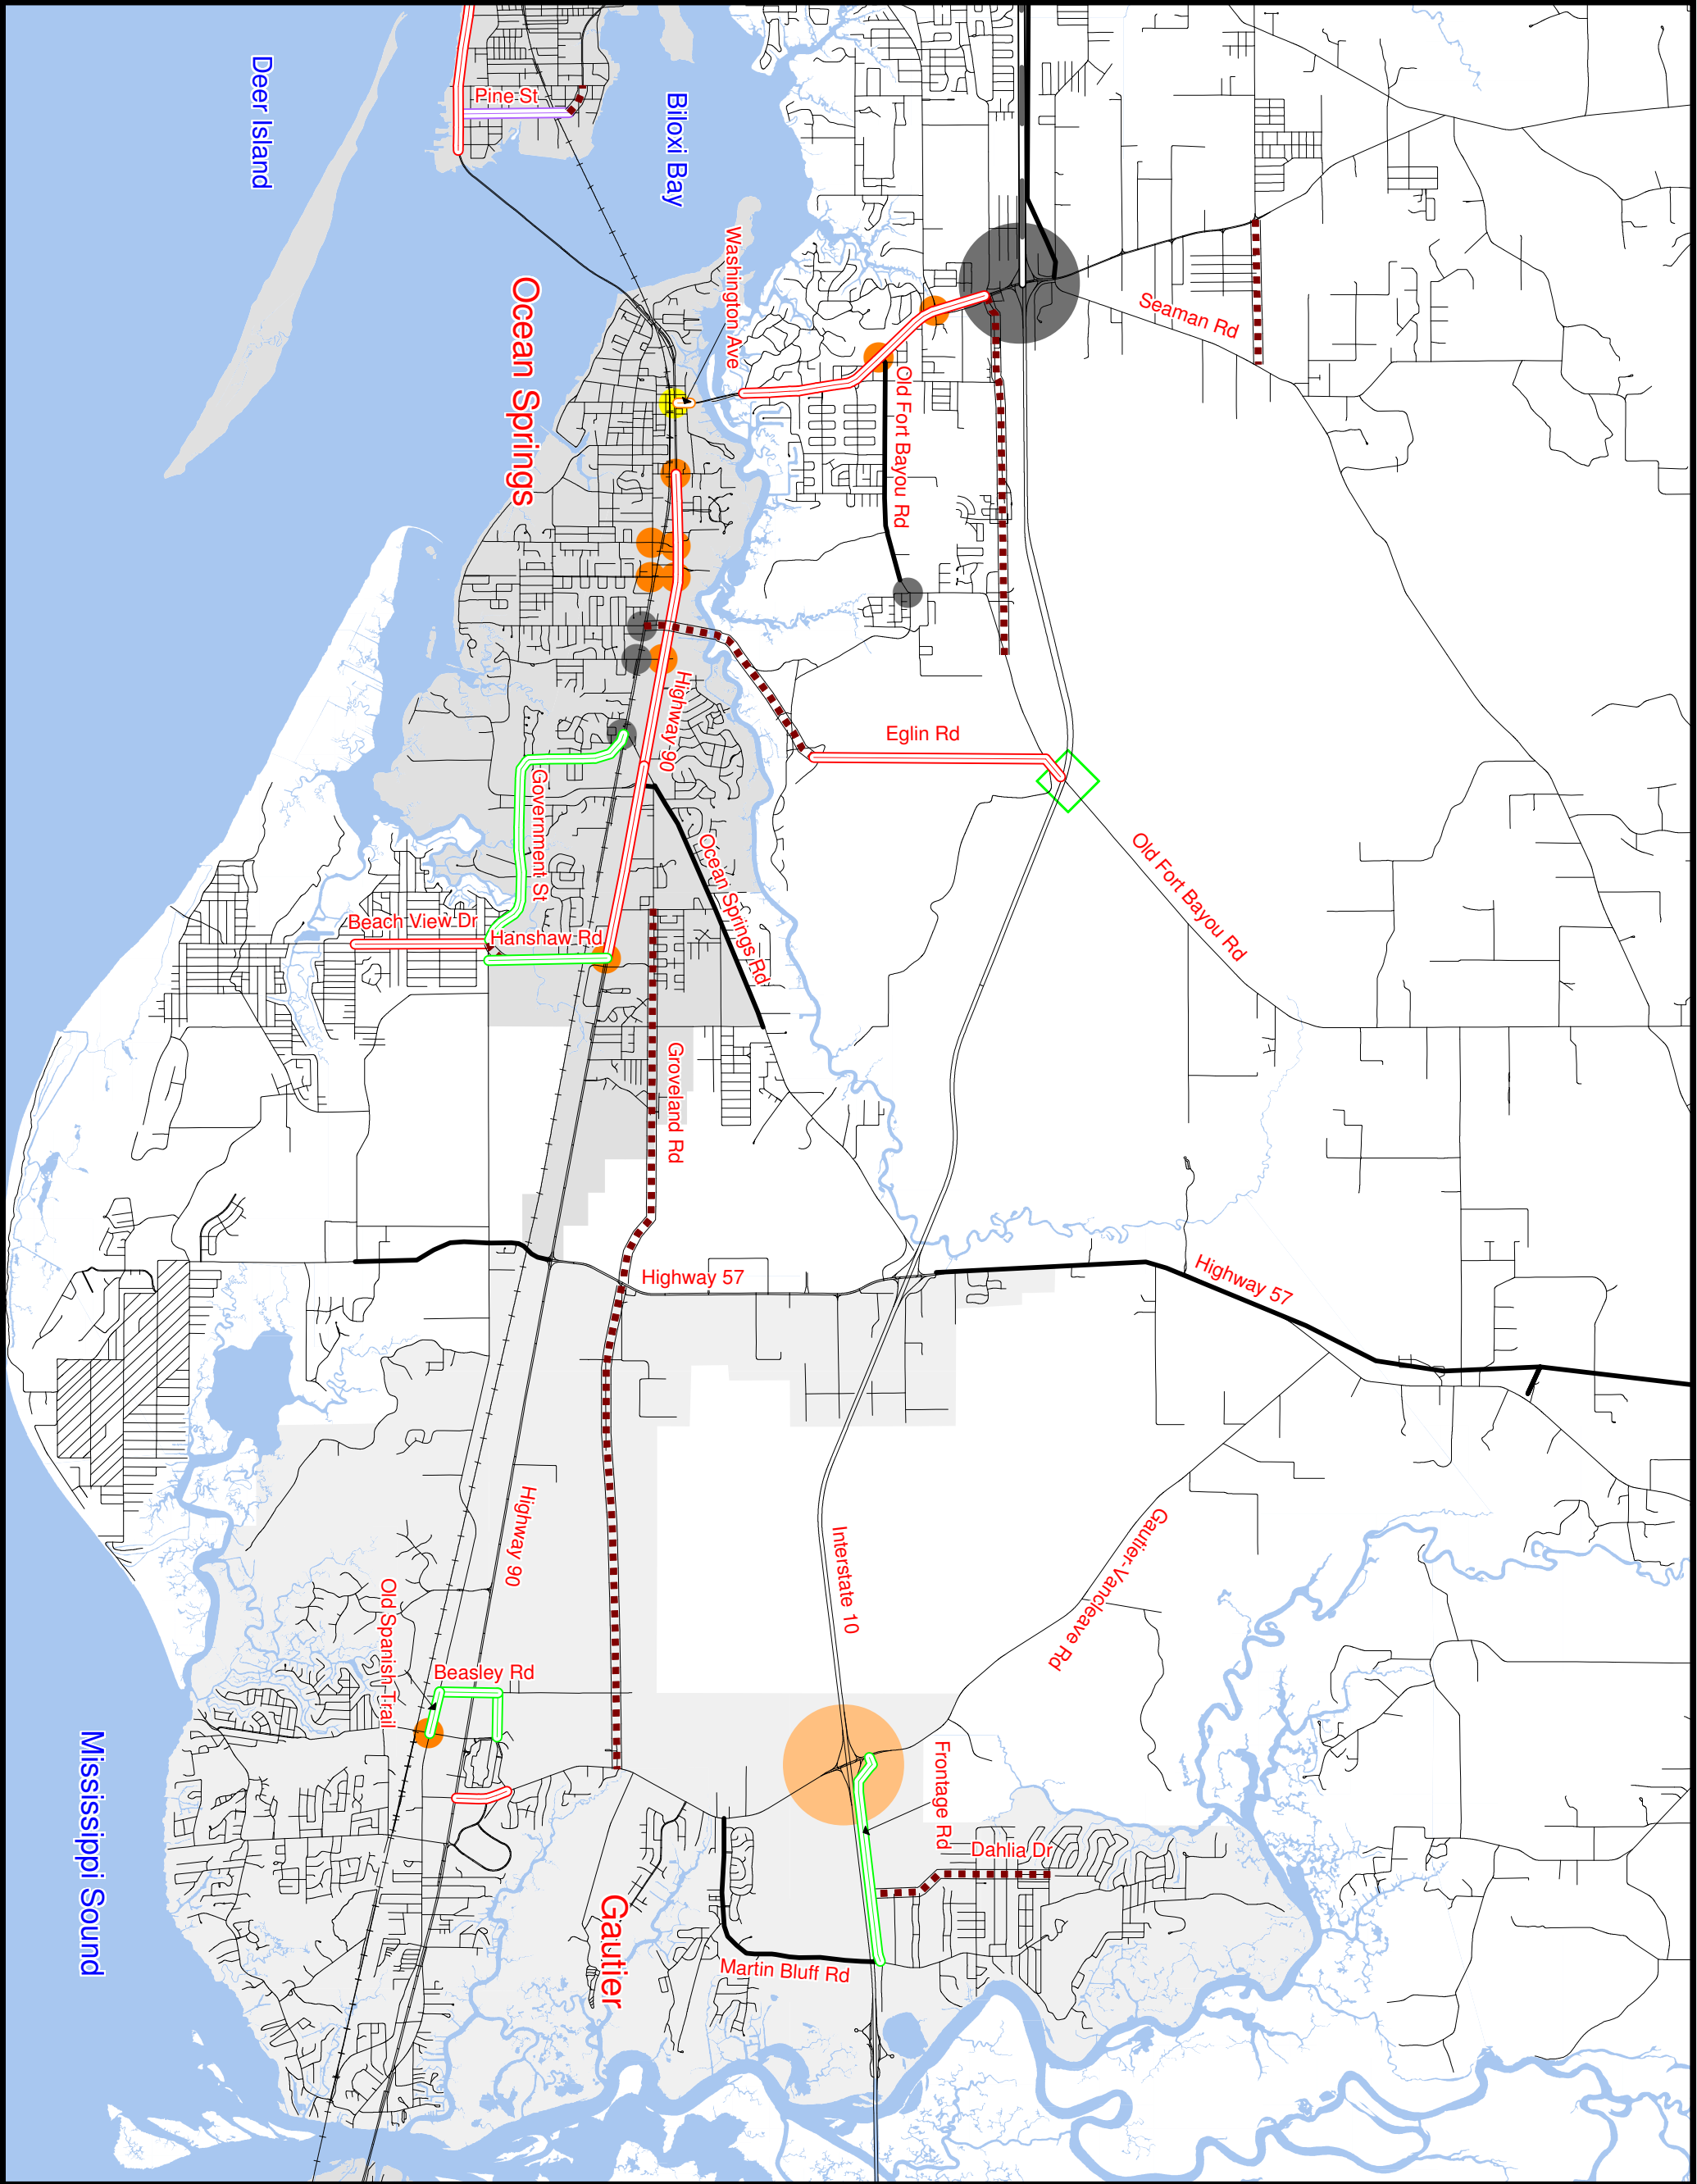 Pine St
Deer Island
Biloxi Bay
Washington Ave
Ocean Springs
Seaman Rd
Old Fort Bayou Rd
Highway 90
Eglin Rd
Government St
Ocean Springs Rd
Old Fort Bayou Rd
Beach View Dr
Hanshaw Rd
Groveland Rd
Highway 57
Highway 57
Highway 90
Interstate 10
Gautier-Vancleave Rd
Old Spanish Trail
Beasley Rd
Mississippi Sound
Frontage Rd
Dahlia Dr
Gautier
Martin Bluff Rd